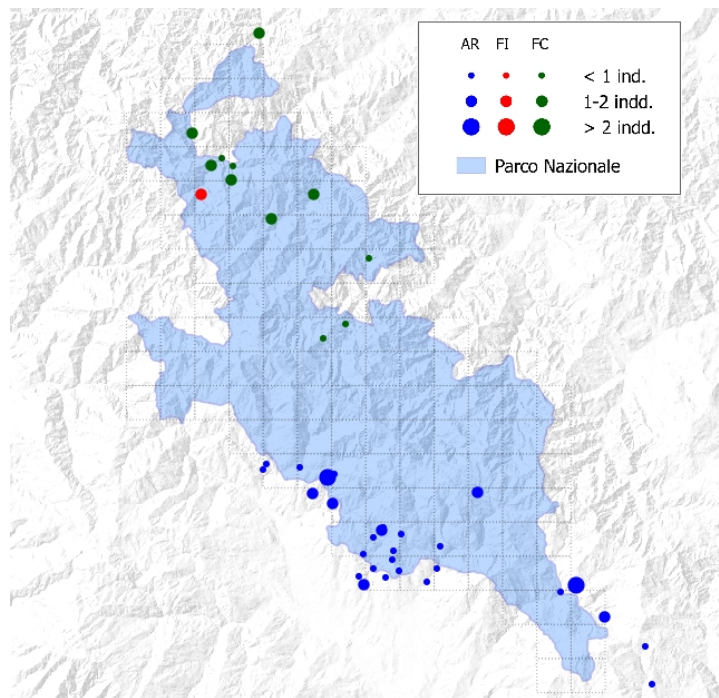 AR FI FC
< 1 ind.
1-2 indd.
> 2 indd.
Parco Nazionale